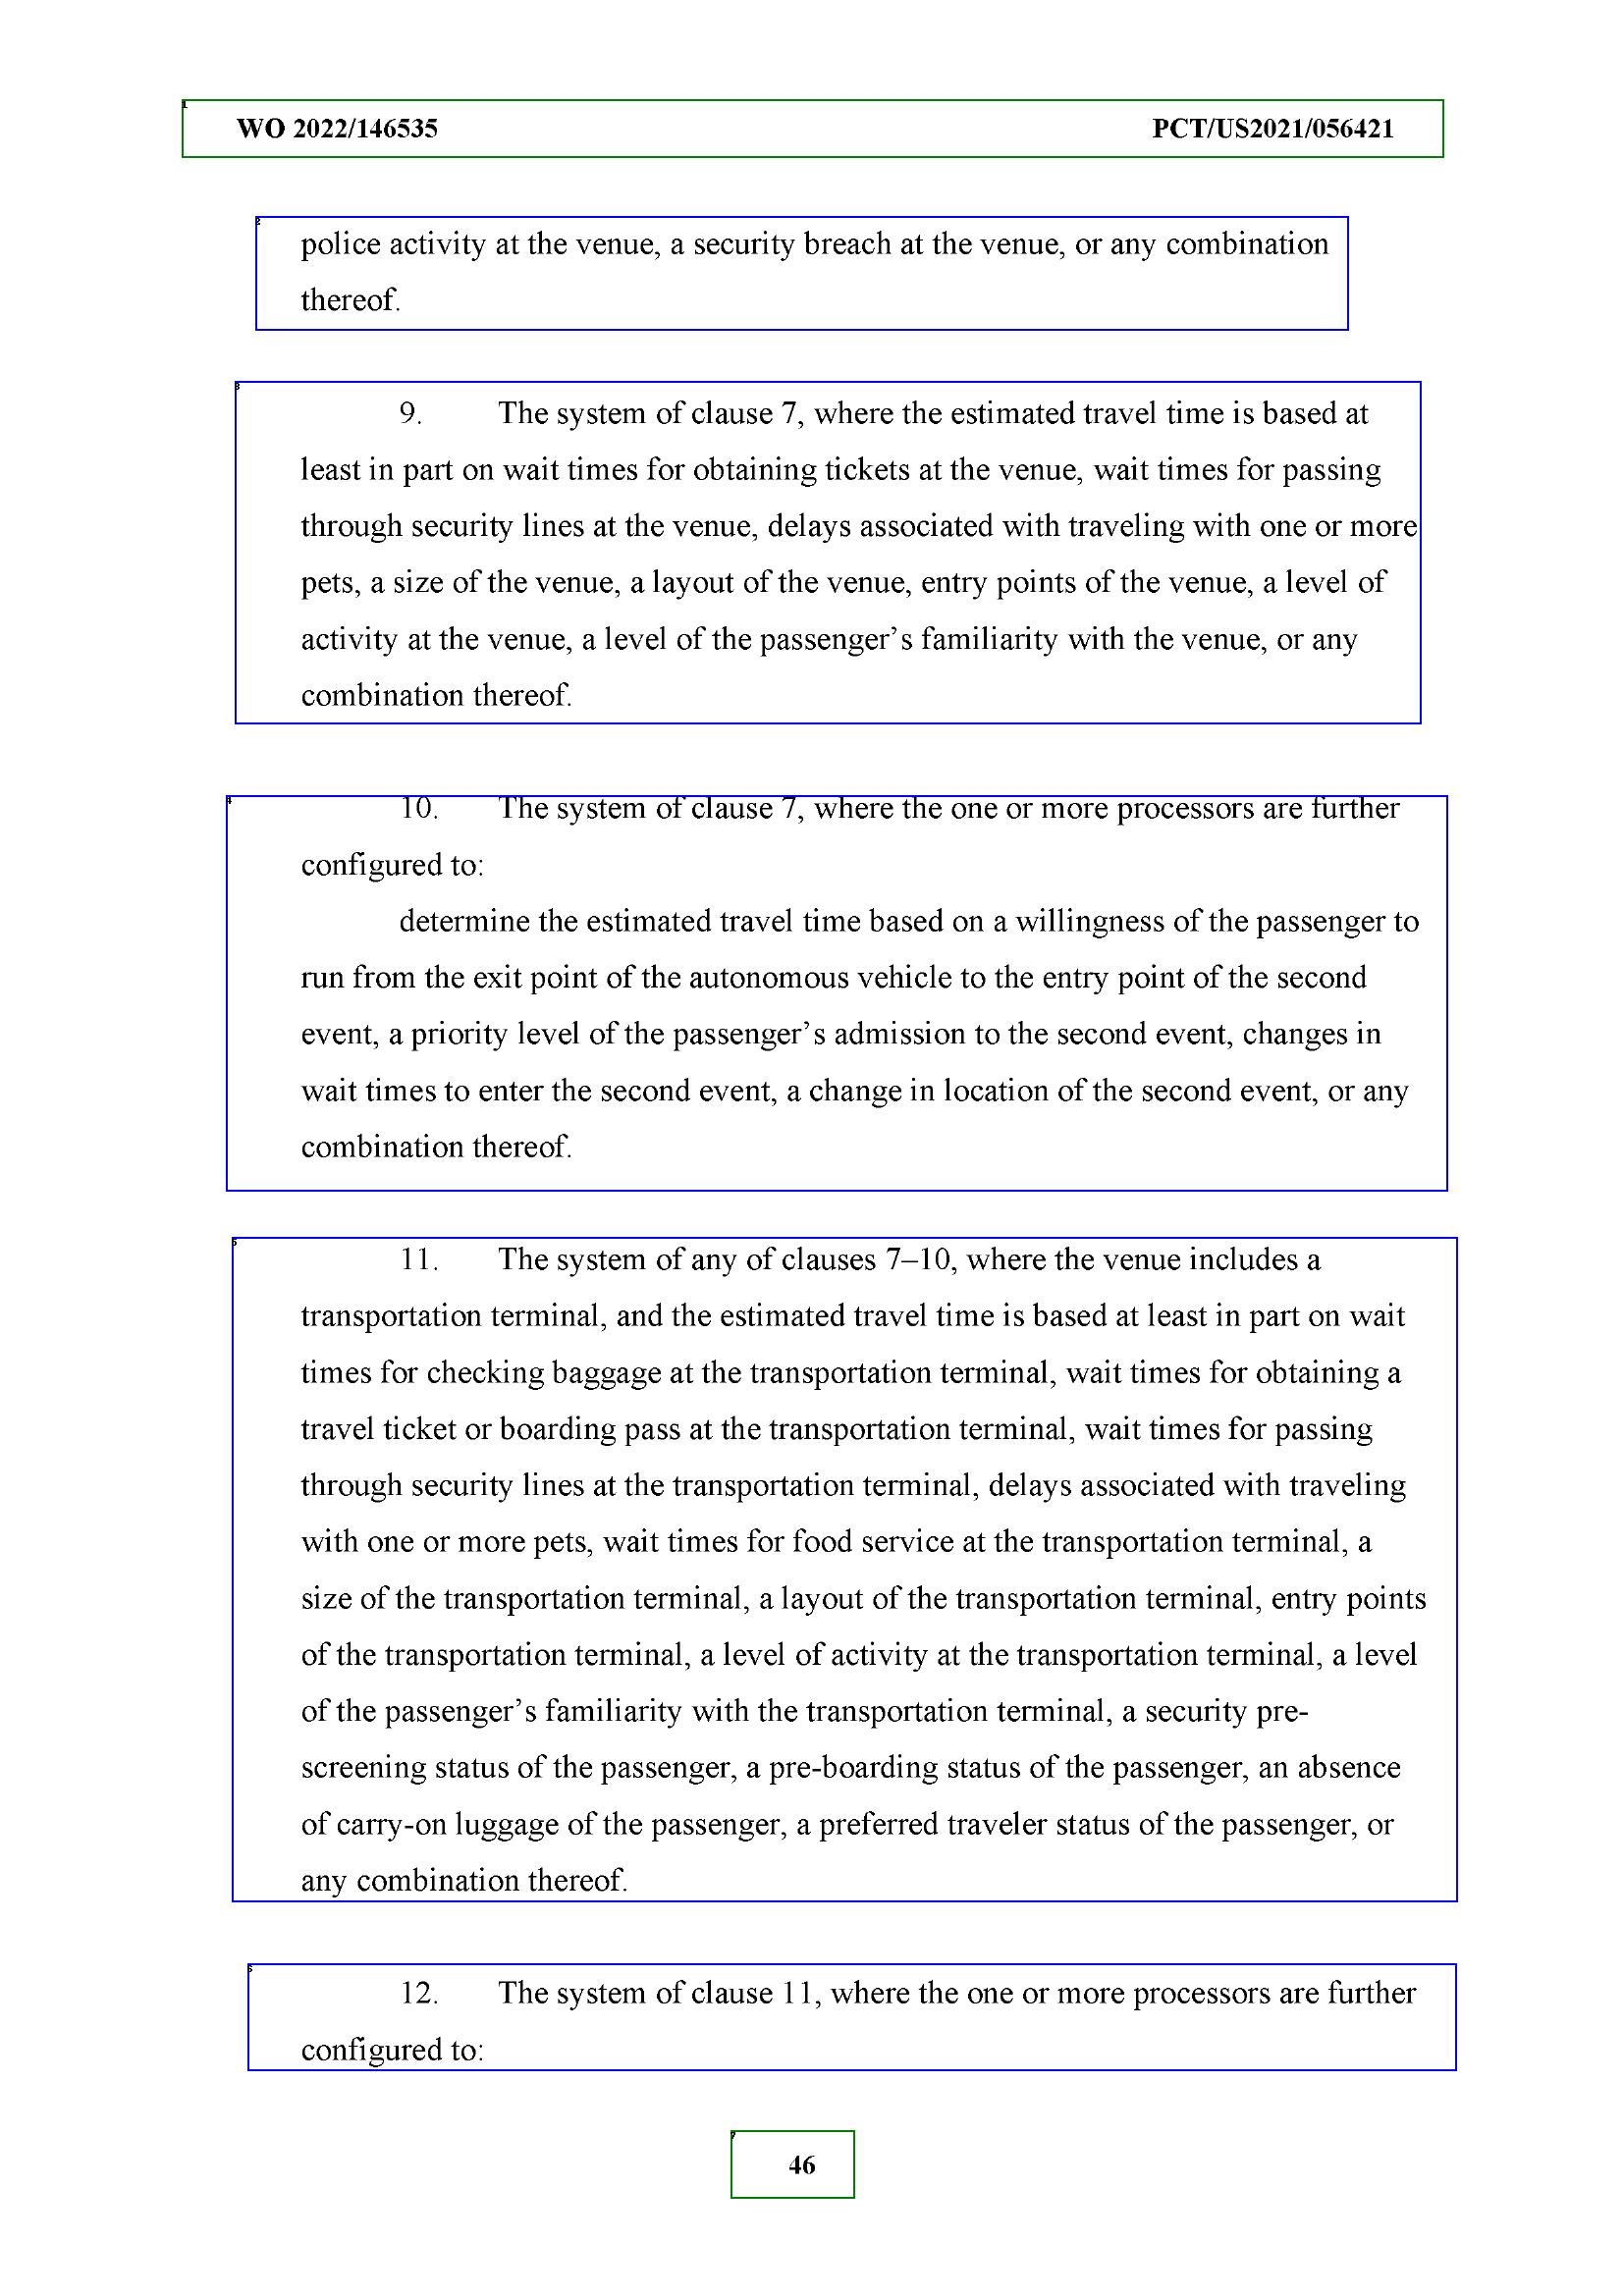 WO 2022/146535 PCT/US2021/056421
police activity at the venue, a security breach at the venue, or any combination
thereof.
9. The system of clause 7, where the estimated travel time is based at
least in part on wait times for obtaining tickets at the venue, wait times for passing
through security lines at the venue, delays associated with traveling with one or more
pets, a size of the venue, a layout of the venue, entry points of the venue, a level of
activity at the venue, a level of the passenger’s familiarity with the venue, or any
combination thereof.
10. The system of clause 7, where the one or more processors are further
configured to:
determine the estimated travel time based on a willingness of the passenger to
run from the exit point of the autonomous vehicle to the entry point of the second
event, a priority level of the passenger’s admission to the second event, changes in
wait times to enter the second event, a change in location of the second event, or any
combination thereof.
11. The system of any of clauses 7–10, where the venue includes a
transportation terminal, and the estimated travel time is based at least in part on wait
times for checking baggage at the transportation terminal, wait times for obtaining a
travel ticket or boarding pass at the transportation terminal, wait times for passing
through security lines at the transportation terminal, delays associated with traveling
with one or more pets, wait times for food service at the transportation terminal, a
size of the transportation terminal, a layout of the transportation terminal, entry points
of the transportation terminal, a level of activity at the transportation terminal, a level
of the passenger’s familiarity with the transportation terminal, a security pre-
screening status of the passenger, a pre-boarding status of the passenger, an absence
of carry-on luggage of the passenger, a preferred traveler status of the passenger, or
any combination thereof.
12. The system of clause 11, where the one or more processors are further
configured to:
46